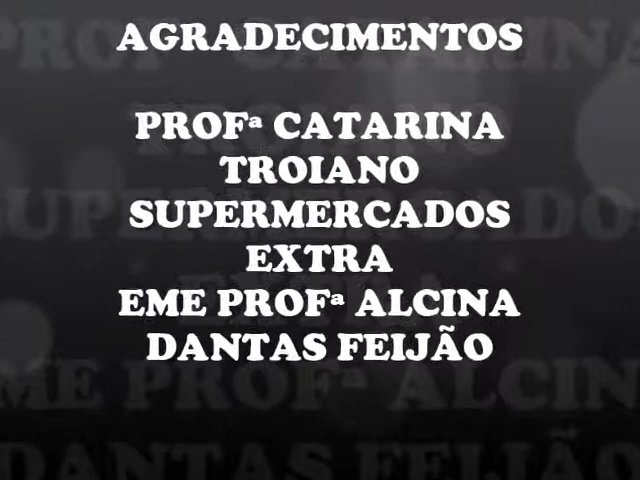 AGRADECIMENTOS
PROFª CATARINA
TROIANO
SUPERMERCADOS
EXTRA
EME PROFª ALCINA
DANTAS FEIJÃO